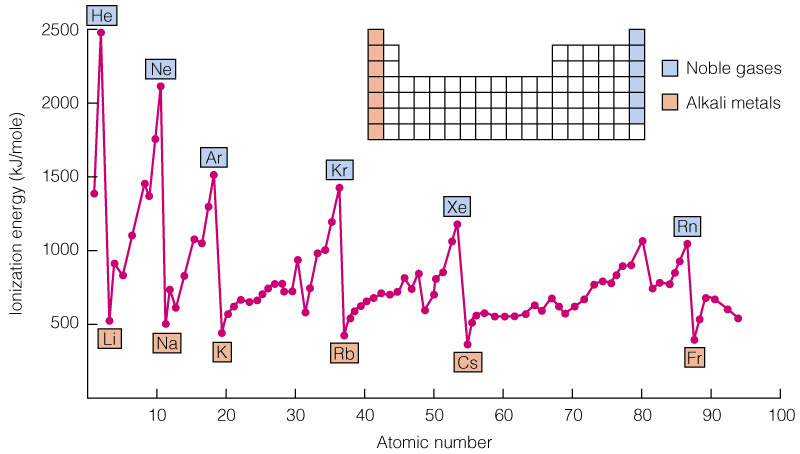 He
Ne
Ar
Kr
Xe
Rn
Li
Na
K
Rb
Cs
Fr
Noble gases
Alkali metals
Ionization energy (kJ/mole)
2500
2000
1500
1000
500
10 20 30 40 50 60 70 80 90 100
Atomic number